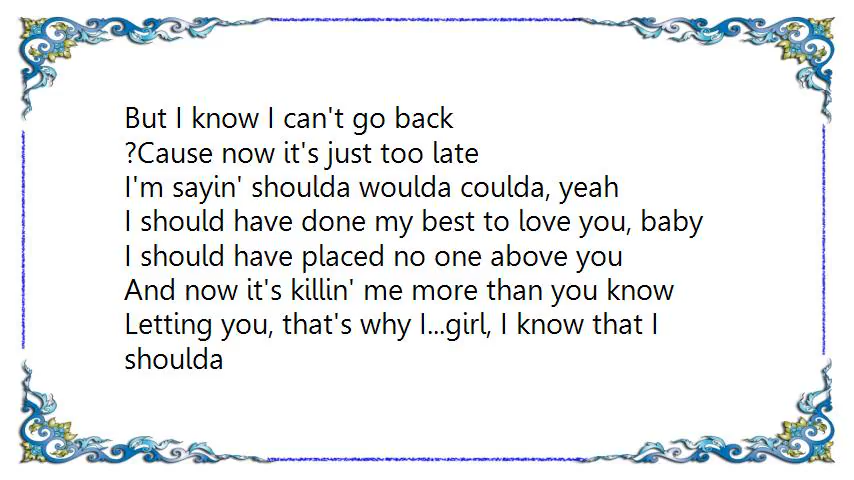 But I know I can't go back
?Cause now it's just too late
I'm sayin' shoulda woulda coulda, yeah
I should have done my best to love you, baby
I should have placed no one above you
And now it's killin' me more than you know
Letting you, that's why I...girl, I know that I
shoulda